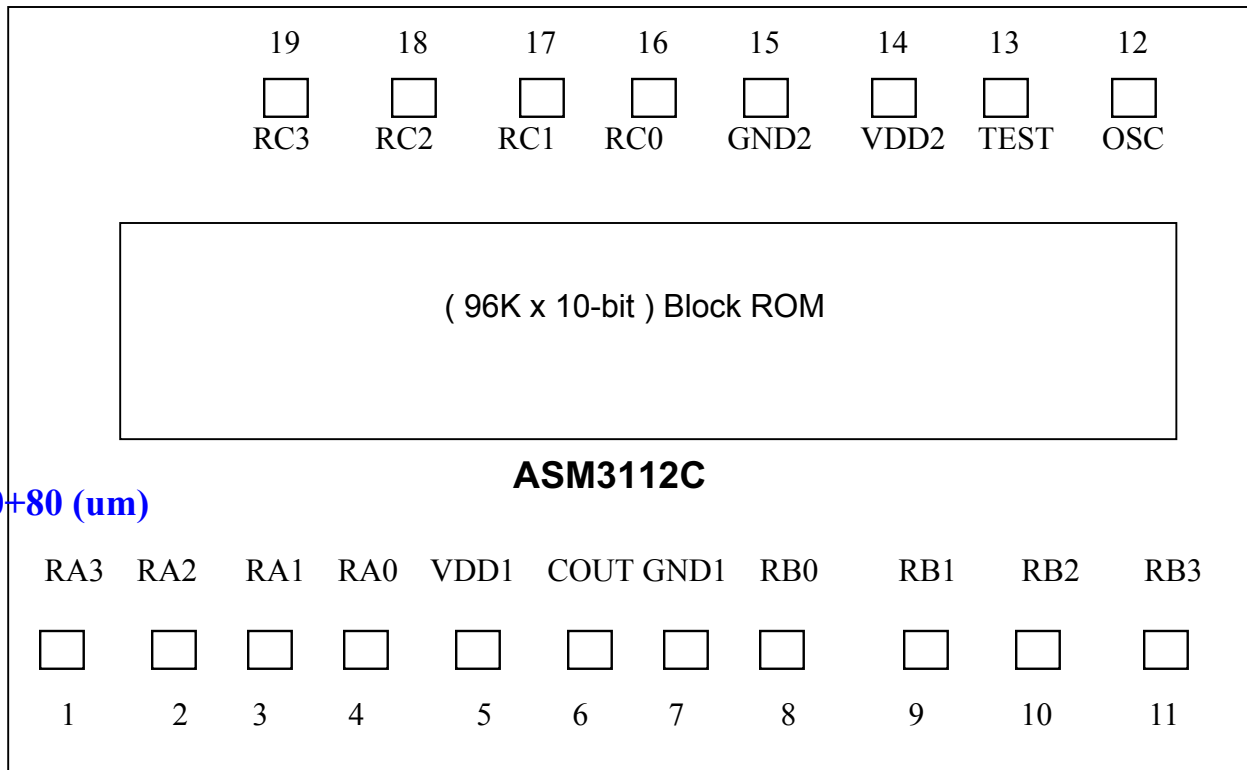 19 18 17 16 15 14 13 12
RC3 RC2 RC1 RC0 GND2 VDD2 TEST OSC
( 96K x 10-bit ) Block ROM
ASM3112C
+80 (um)
RA3 RA2 RA1 RA0 VDD1 COUT GND1 RB0 RB1 RB2 RB3
1 2 3 4 5 6 7 8 9 10 11